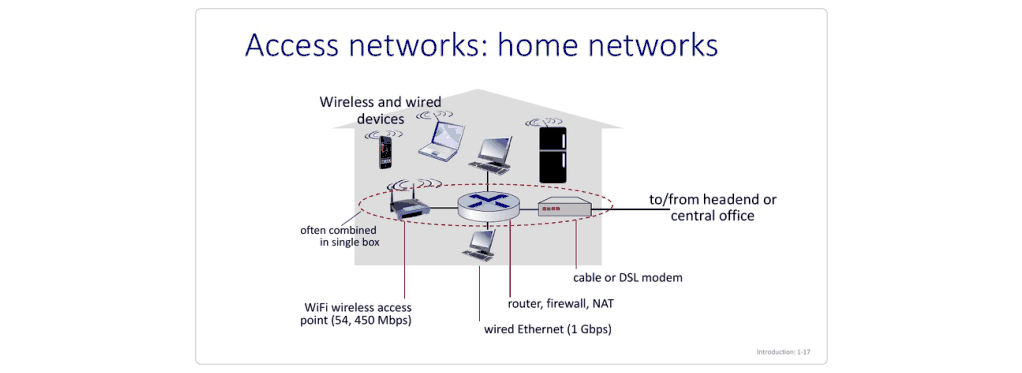 Access networks: home networks
Wireless and wired
devices
to/from headend or
central office
often combined
in single box
cable or DSL modem
router, firewall, NAT
WiFi wireless access
point (54, 450 Mbps)
wired Ethernet (1 Gbps)
Introduction: 1-17